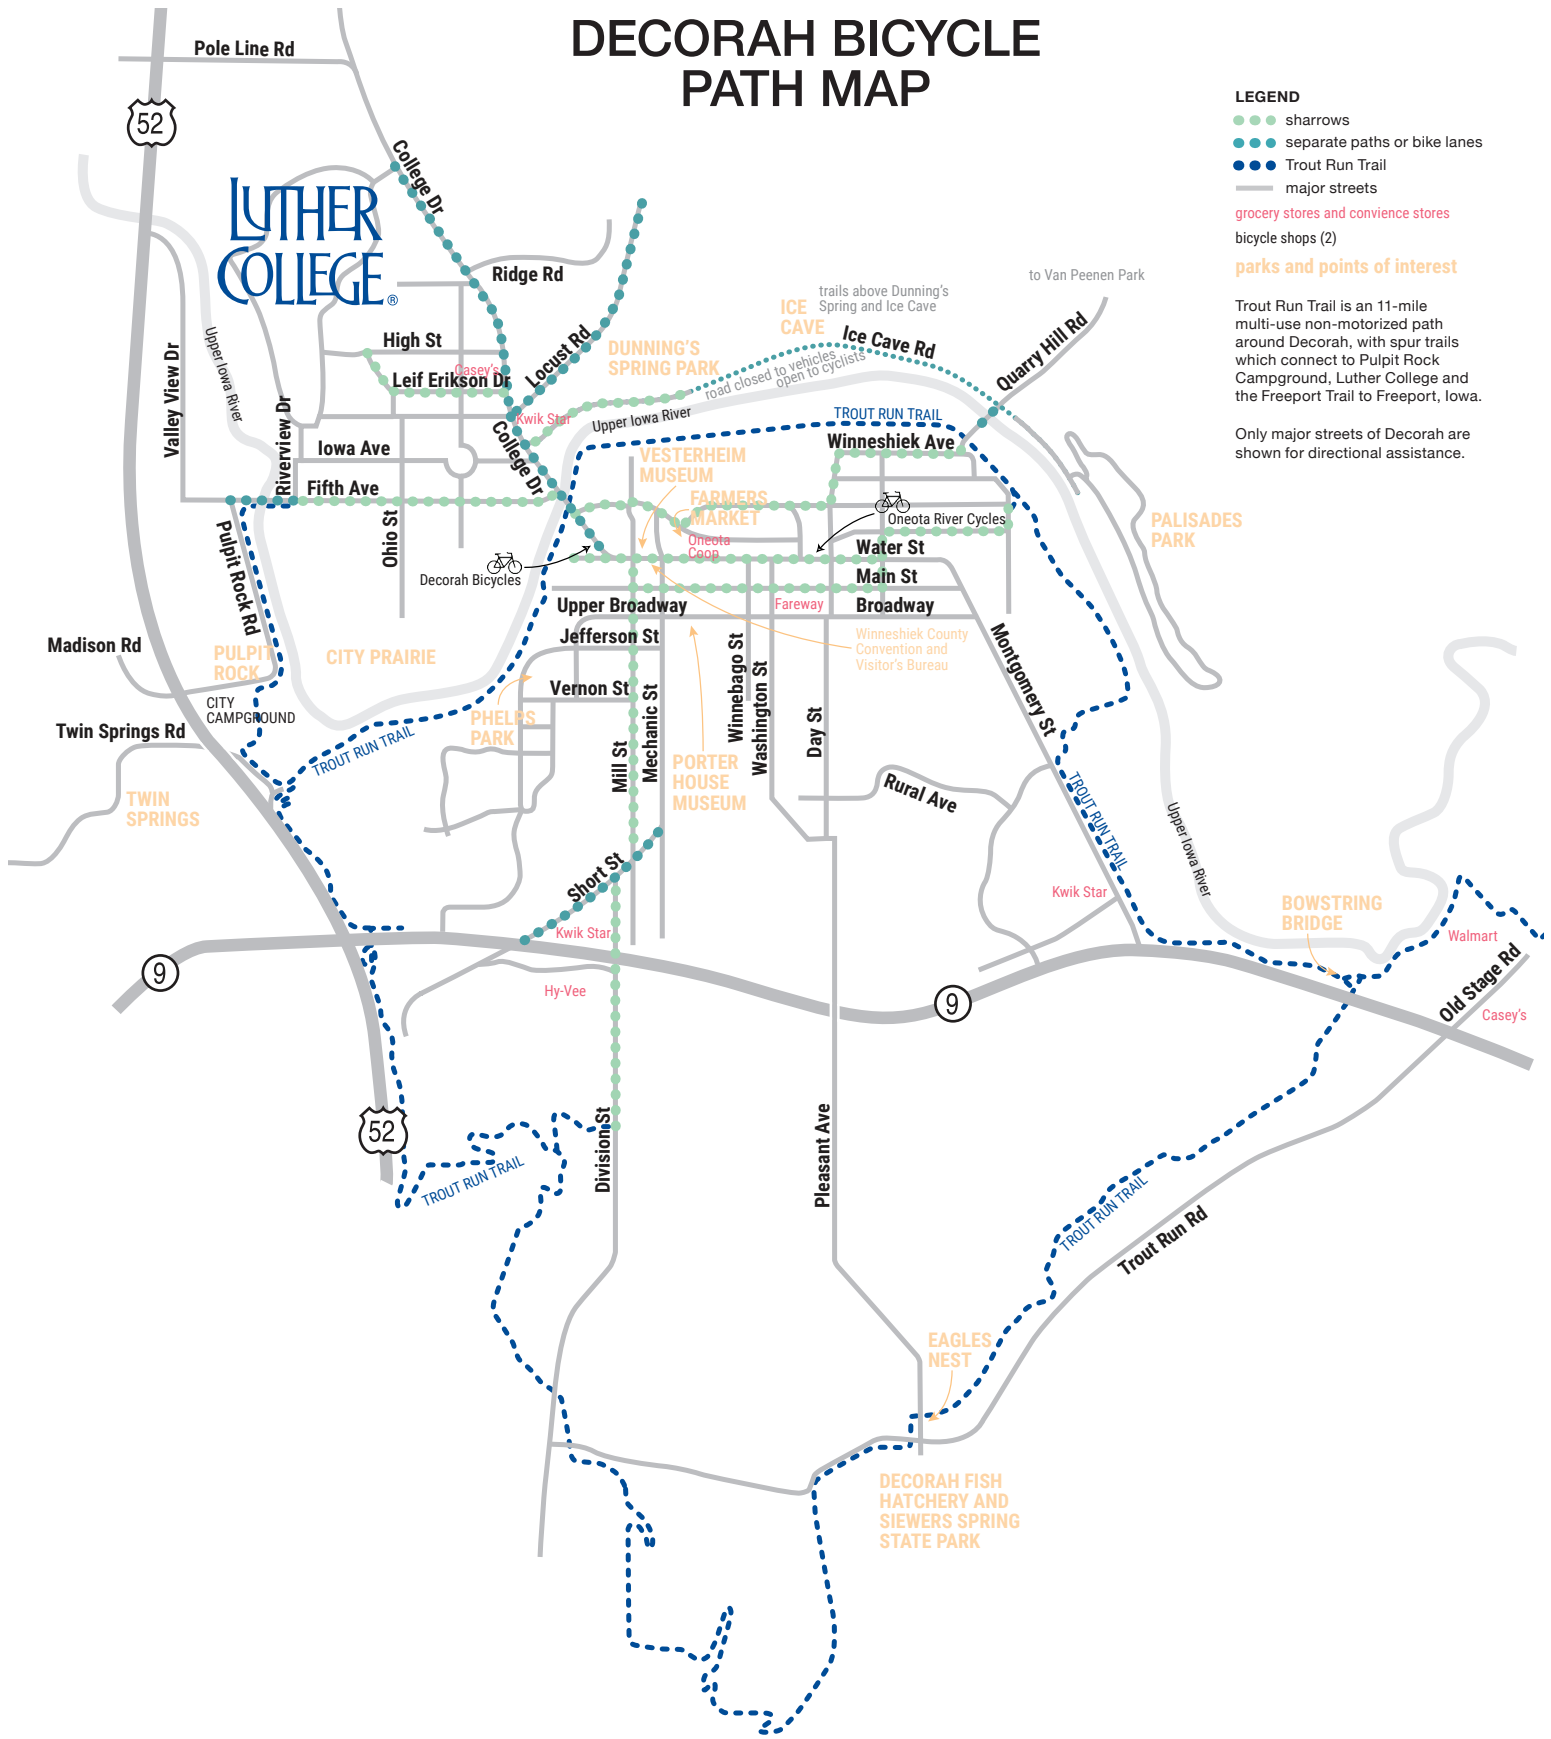 DECORAH BICYCLE
PATH MAP
LEGEND
sharrows
separate paths or bike lanes
Trout Run Trail
major streets
grocery stores and convience stores
bicycle shops (2)
parks and points of interest
Trout Run Trail is an 11-mile
multi-use non-motorized path
around Decorah, with spur trails
which connect to Pulpit Rock
Campground, Luther College and
the Freeport Trail to Freeport, Iowa.
Only major streets of Decorah are
shown for directional assistance.
Pole Line Rd
52
College Dr
LUTHER
COLLEGE®
Ridge Rd
to Van Peenen Park
trails above Dunning's
Spring and Ice Cave
ICE
CAVE
Ice Cave Rd
Quarry Hill Rd
High St
Locust Rd
DUNNING'S
SPRING PARK
road closed to vehicles
open to cyclists
Casey's
Leif Erikson Dr
Valley View Dr
Upper Iowa River
Riverview Dr
Kwik Star
Upper Iowa River
TROUT RUN TRAIL
College Dr
Iowa Ave
Winneshiek Ave
VESTERHEIM
MUSEUM
Fifth Ave
FARMERS
MARKET
Oneota River Cycles
PALISADES
PARK
Pulpit Rock Rd
Ohio St
Oneota
Coop
Water St
Decorah Bicycles
Main St
Upper Broadway
Fareway
Broadway
Jefferson St
Winneshiek County
Convention and
Visitor's Bureau
Madison Rd
PULPIT
ROCK
CITY PRAIRIE
Montgomery St
Vernon St
CITY
CAMPGROUND
PHELPS
PARK
Mill St
Mechanic St
Winnebago St
Washington St
Day St
Twin Springs Rd
TROUT RUN TRAIL
PORTER
HOUSE
MUSEUM
TWIN
SPRINGS
Rural Ave
TROUT RUN TRAIL
Upper Iowa River
Short St
Kwik Star
Kwik Star
BOWSTRING
BRIDGE
Walmart
9
Hy-Vee
9
Old Stage Rd
Casey's
52
Division St
Pleasant Ave
TROUT RUN TRAIL
TROUT RUN TRAIL
Trout Run Rd
EAGLES
NEST
DECORAH FISH
HATCHERY AND
SIEWERS SPRING
STATE PARK